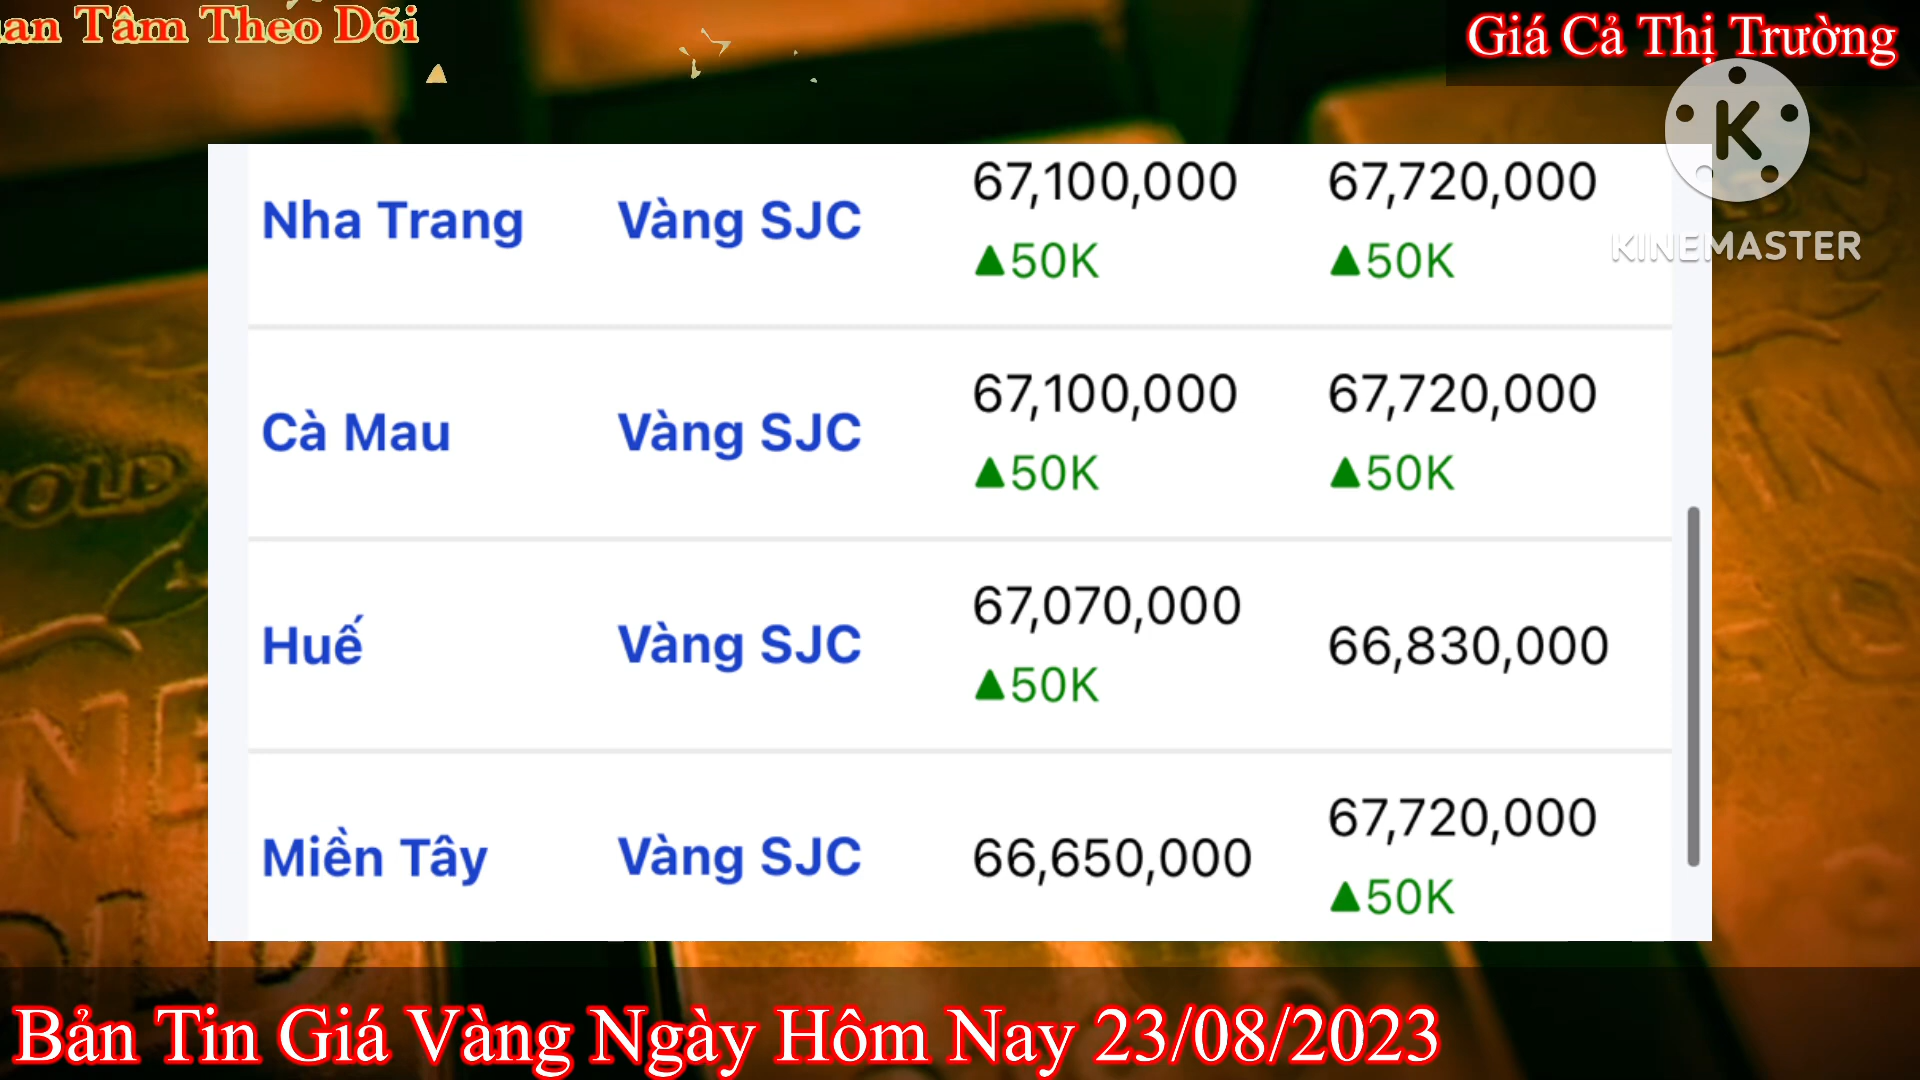 Tâm Theo Dõi
Giá Cả Thị Trường
K
KINEMASTER
Nha Trang Vàng SJC 67,100,000 67,720,000
▲50K ▲50K
Cà Mau Vàng SJC 67,100,000 67,720,000
▲50K ▲50K
Huế Vàng SJC 67,070,000 66,830,000
▲50K
Miền Tây Vàng SJC 66,650,000 67,720,000
▲50K
Bản Tin Giá Vàng Ngày Hôm Nay 23/08/2023